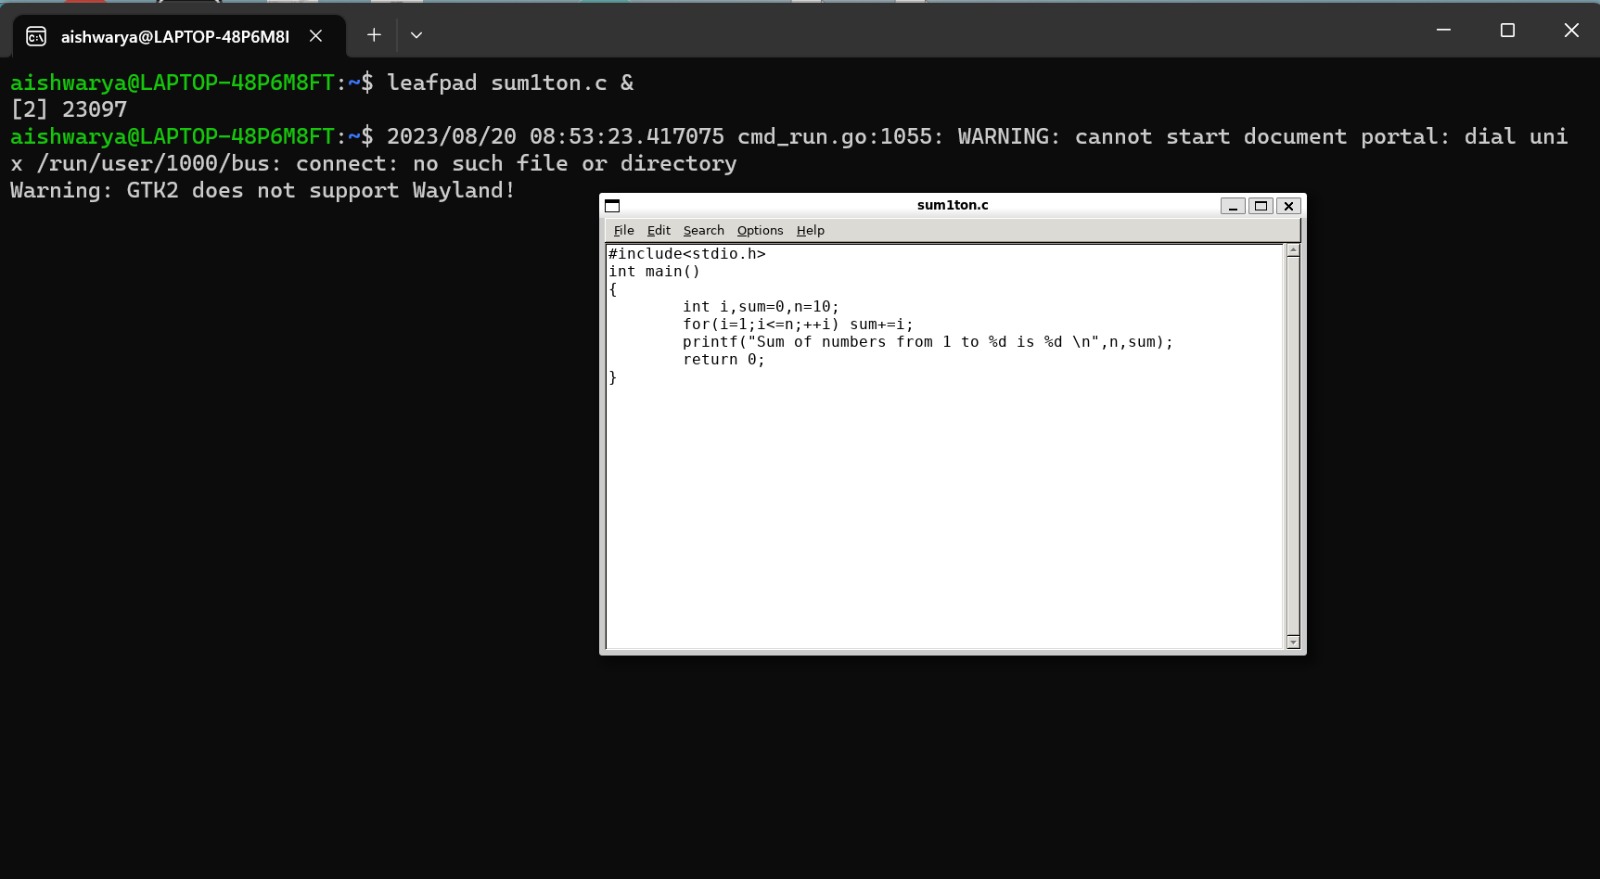 aishwarya@LAPTOP-48P6M8I
aishwarya@LAPTOP-48P6M8FT:~$ leafpad sum1ton.c &
[2] 23097
aishwarya@LAPTOP-48P6M8FT:~$ 2023/08/20 08:53:23.417075 cmd_run.go:1055: WARNING: cannot start document portal: dial uni
x /run/user/1000/bus: connect: no such file or directory
Warning: GTK2 does not support Wayland!
sum1ton.c
File Edit Search Options Help
#include<stdio.h>
int main()
{
        int i,sum=0,n=10;
        for(i=1;i<=n;++i) sum+=i;
        printf("Sum of numbers from 1 to %d is %d \n",n,sum);
        return 0;
}